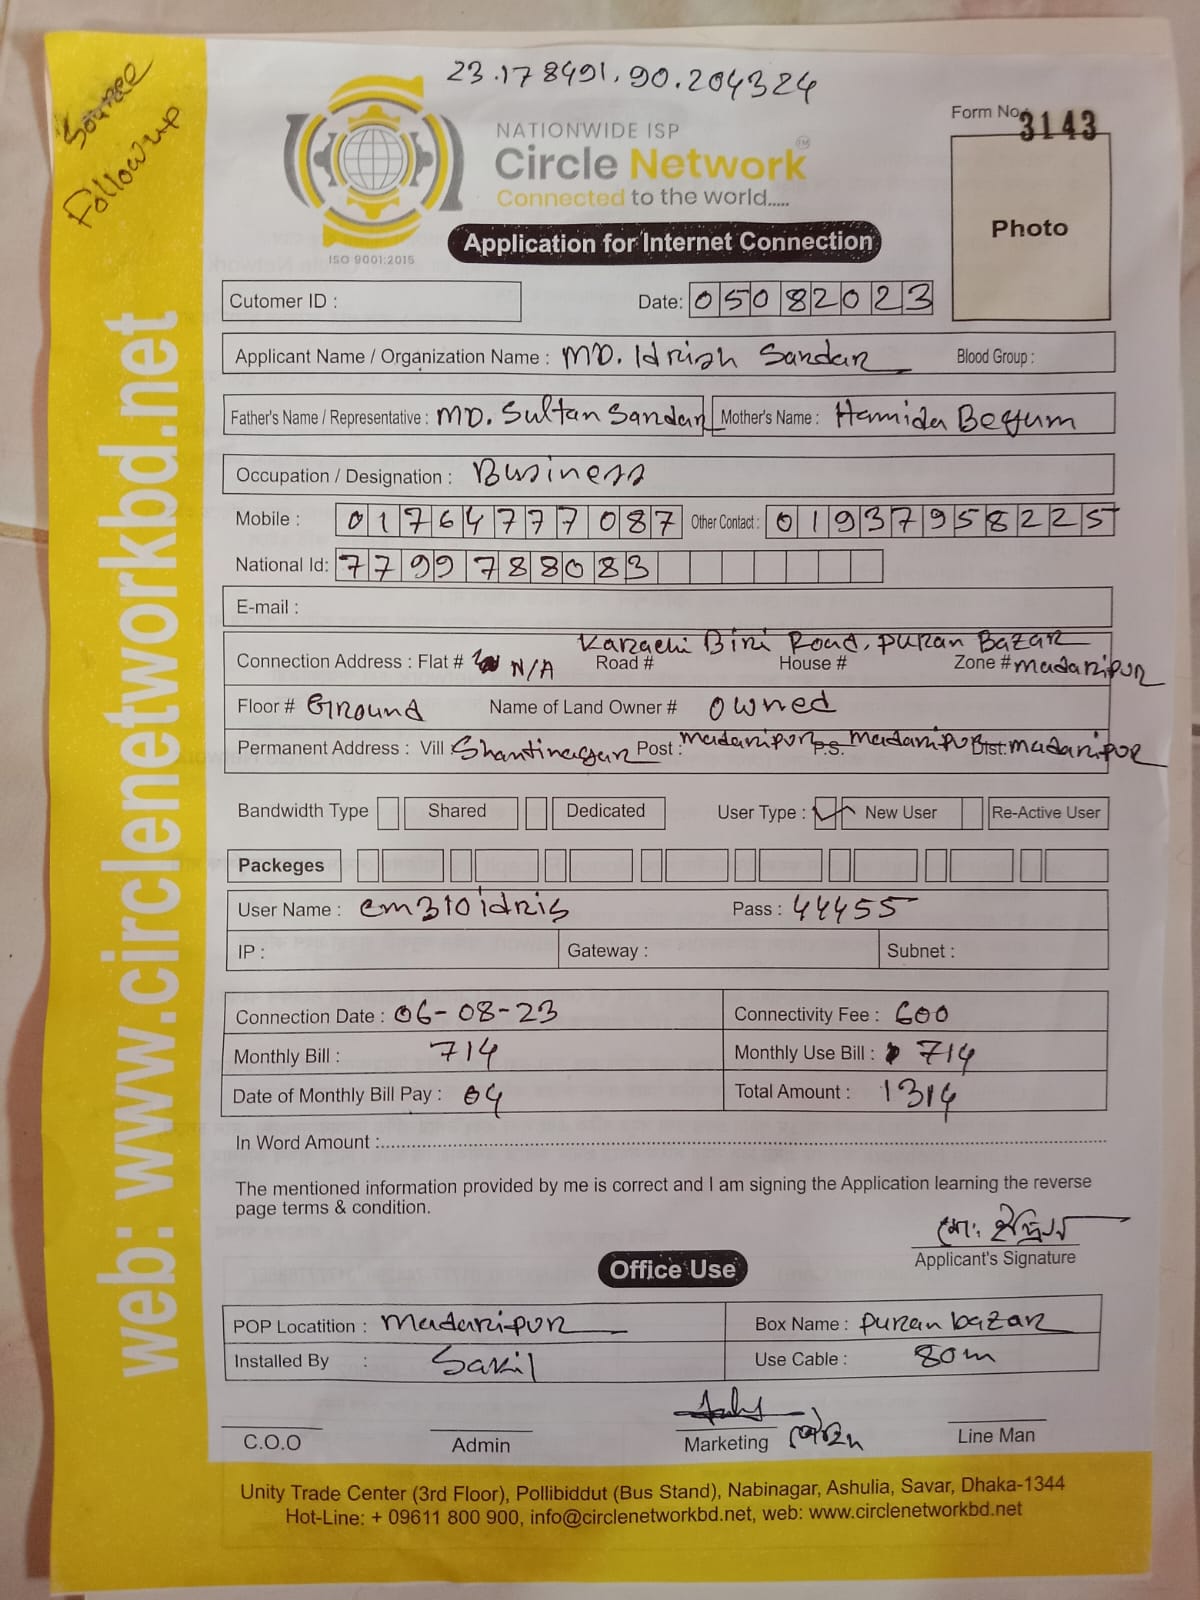 23.178491,90.204324
Source
Followup
Form No. 3143
NATIONWIDE ISP
Circle Network
TM
Connected to the world.....
ISO 9001:2015
Photo
Application for Internet Connection
Cutomer ID :
Date: 05082023
Applicant Name / Organization Name : MD. Idrish Sardar Blood Group :
Father's Name / Representative : MD. Sultan Sardar Mother's Name : Hamida Begum
Occupation / Designation : Business
Mobile : 01764777087 Other Contact : 01937958225
National Id: 7799788083
E-mail :
Karachi Biri Road, Puran Bazar
Connection Address : Flat # N/A Road # House # Zone # madaripur
Floor # Ground Name of Land Owner # owned
Permanent Address : Vill Shantinagar Post : madaripur P.S. madaripur Dist: madaripur
Bandwidth Type Shared Dedicated User Type : New User Re-Active User
Packeges
User Name : cm310idris Pass : 44455
IP : Gateway : Subnet :
Connection Date : 06-08-23 Connectivity Fee : 600
Monthly Bill : 714 Monthly Use Bill : 714
Date of Monthly Bill Pay : 04 Total Amount : 1314
In Word Amount :
The mentioned information provided by me is correct and I am signing the Application learning the reverse
page terms & condition.
মো: ইদ্রিস
Applicant's Signature
Office Use
POP Locatition : madaripur Box Name : puran bazar
Installed By : Sakil Use Cable : 80m
C.O.O Admin Marketing Line Man
Unity Trade Center (3rd Floor), Pollibiddut (Bus Stand), Nabinagar, Ashulia, Savar, Dhaka-1344
Hot-Line: + 09611 800 900, info@circlenetworkbd.net, web: www.circlenetworkbd.net
web: www.circlenetworkbd.net